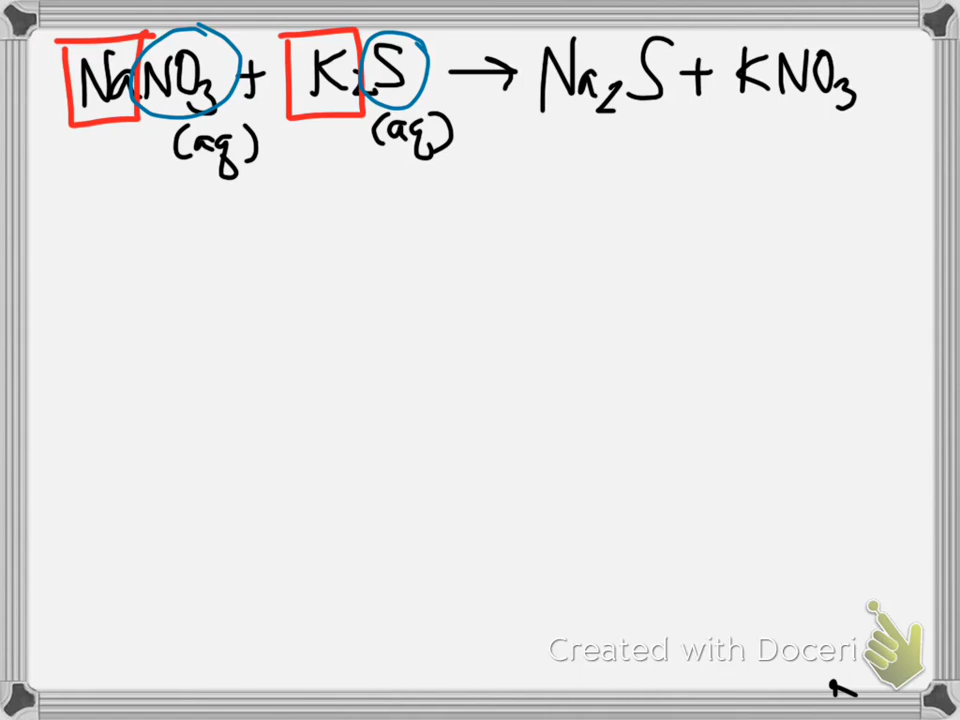 NaNO₃ + K₂S → Na₂S + KNO₃
(aq) (aq)
Created with Doceri